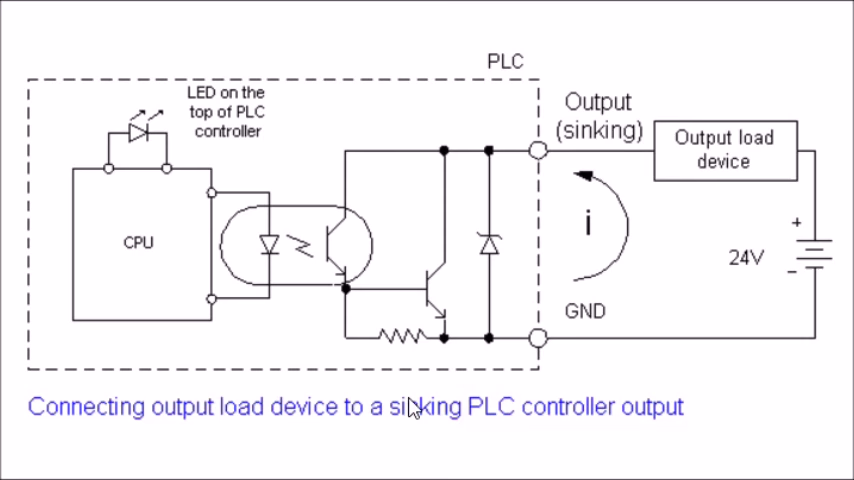 PLC
LED on the
top of PLC
controller
Output
(sinking)
Output load
device
CPU
i
+
24V
–
GND
Connecting output load device to a sinking PLC controller output